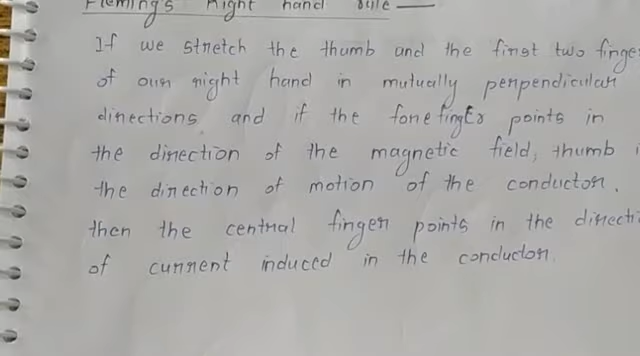 Fleming's Right hand rule —
If we stretch the thumb and the first two finge
of our right hand in mutually perpendicular
directions and if the forefinger points in
the direction of the magnetic field, thumb i
the direction of motion of the conductor,
then the central finger points in the directi
of current induced in the conductor.